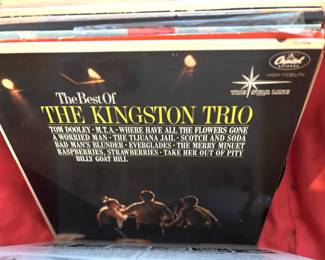 Capitol
HIGH FIDELITY
THE STAR LINE
The Best Of
THE KINGSTON TRIO
TOM DOOLEY · M.T.A. · WHERE HAVE ALL THE FLOWERS GONE
A WORRIED MAN · THE TIJUANA JAIL · SCOTCH AND SODA
BAD MAN'S BLUNDER · EVERGLADES · THE MERRY MINUET
RASPBERRIES, STRAWBERRIES · TAKE HER OUT OF PITY
BILLY GOAT HILL